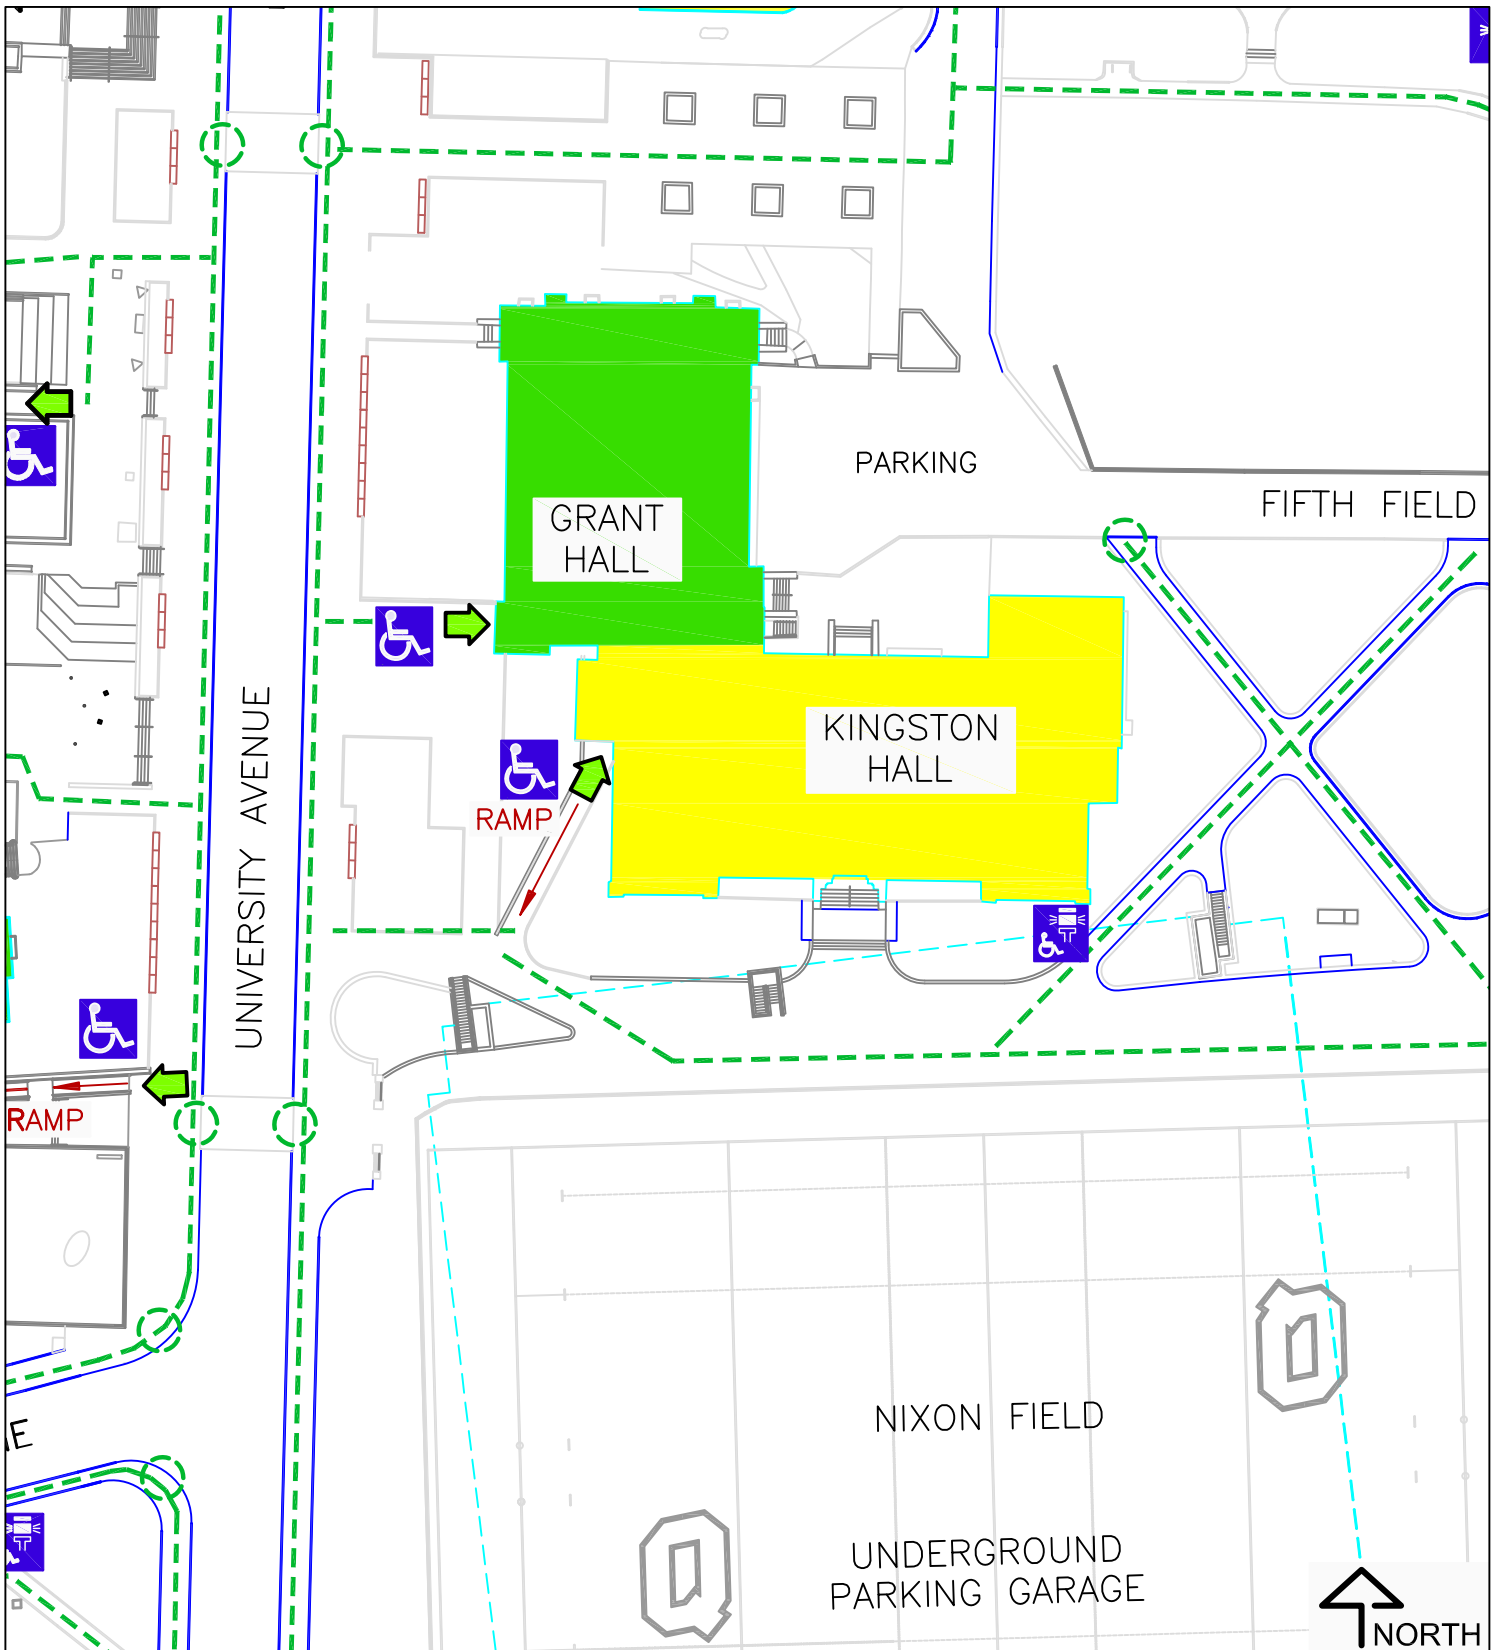 PARKING
FIFTH FIELD
GRANT
HALL
UNIVERSITY AVENUE
KINGSTON
HALL
RAMP
RAMP
NIXON FIELD
UNDERGROUND
PARKING GARAGE
NORTH